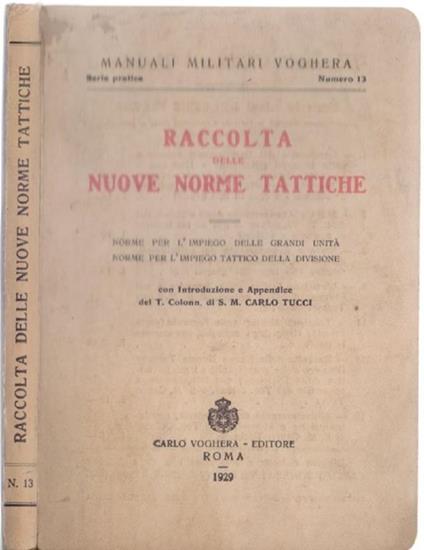 RACCOLTA DELLE NUOVE NORME TATTICHE
N. 13
MANUALI MILITARI VOGHERA
Serie pratica Numero 13
RACCOLTA
DELLE
NUOVE NORME TATTICHE
NORME PER L'IMPIEGO DELLE GRANDI UNITÀ
NORME PER L'IMPIEGO TATTICO DELLA DIVISIONE
con Introduzione e Appendice
del T. Colonn. di S. M. CARLO TUCCI
CARLO VOGHERA - EDITORE
ROMA
1929